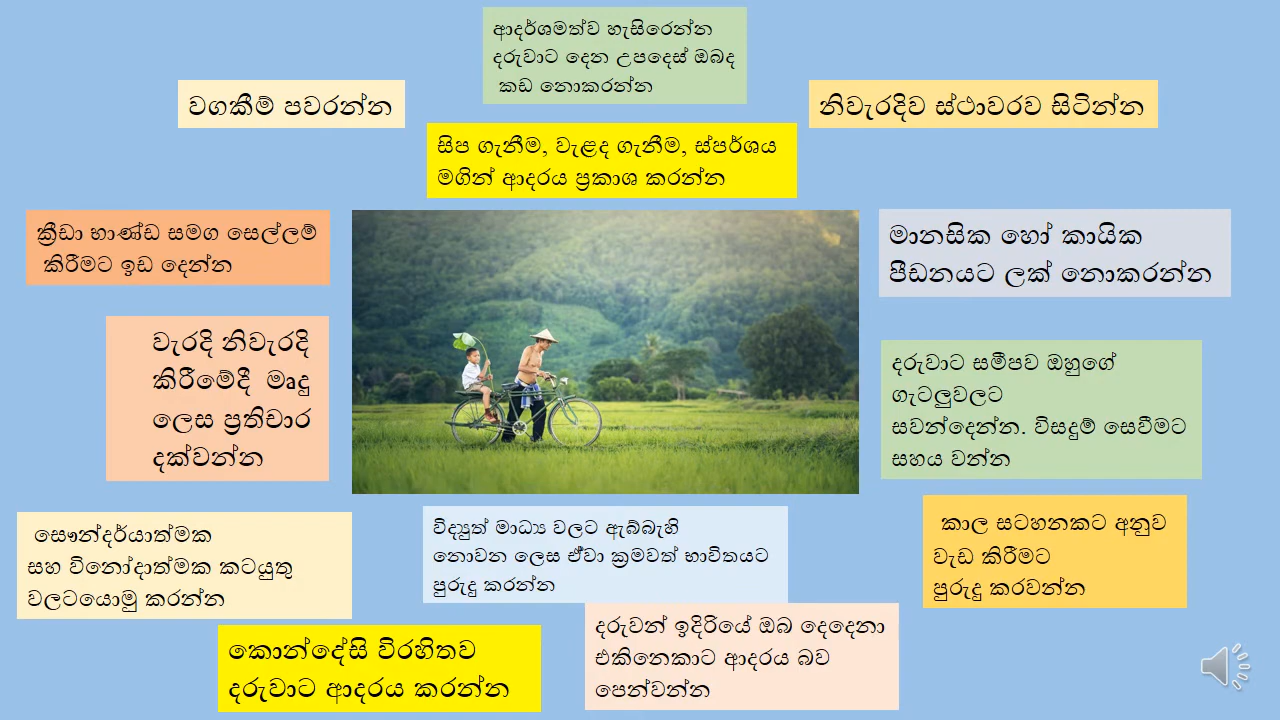 ආදර්ශමත්ව හැසිරෙන්න
දරුවාට දෙන උපදෙස් ඔබද
කඩ නොකරන්න
වගකීම් පවරන්න
නිවැරදිව ස්ථාවරව සිටින්න
සිප ගැනීම, වැළඳ ගැනීම, ස්පර්ශය
මගින් ආදරය ප්‍රකාශ කරන්න
ක්‍රීඩා භාණ්ඩ සමග සෙල්ලම්
කිරීමට ඉඩ දෙන්න
මානසික හෝ කායික
පීඩනයට ලක් නොකරන්න
වැරදි නිවැරදි
කිරීමේදී මෘදු
ලෙස ප්‍රතිචාර
දක්වන්න
දරුවාට සමීපව ඔහුගේ
ගැටලුවලට
සවන්දෙන්න. විසදුම් සෙවීමට
සහය වන්න
සෞන්දර්යාත්මක
සහ විනෝදාත්මක කටයුතු
වලටයොමු කරන්න
විද්‍යුත් මාධ්‍ය වලට ඇබ්බැහි
නොවන ලෙස ඒවා ක්‍රමවත් භාවිතයට
පුරුදු කරන්න
කාල සටහනකට අනුව
වැඩ කිරීමට
පුරුදු කරවන්න
කොන්දේසි විරහිතව
දරුවාට ආදරය කරන්න
දරුවන් ඉදිරියේ ඔබ දෙදෙනා
එකිනෙකාට ආදරය බව
පෙන්වන්න